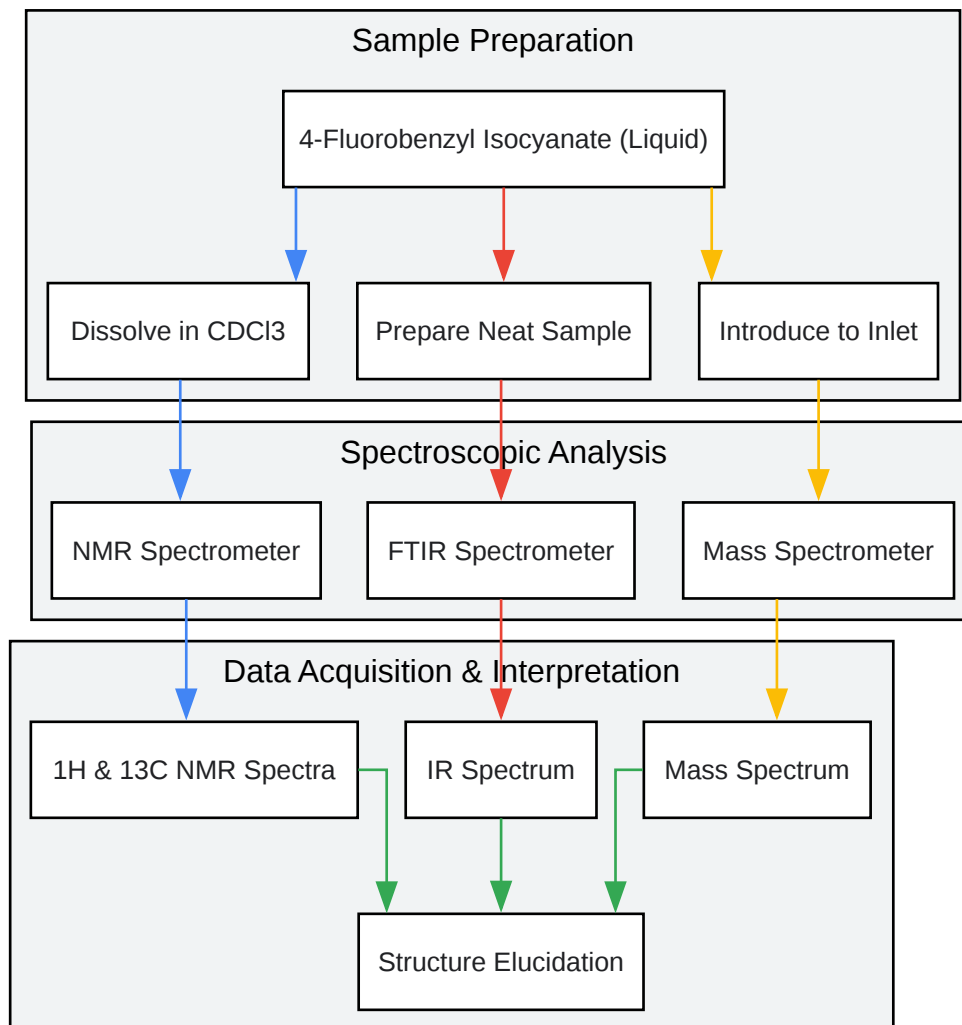 Sample Preparation
4-Fluorobenzyl Isocyanate (Liquid)
Dissolve in CDCl3
Prepare Neat Sample
Introduce to Inlet
Spectroscopic Analysis
NMR Spectrometer
FTIR Spectrometer
Mass Spectrometer
Data Acquisition & Interpretation
1H & 13C NMR Spectra
IR Spectrum
Mass Spectrum
Structure Elucidation